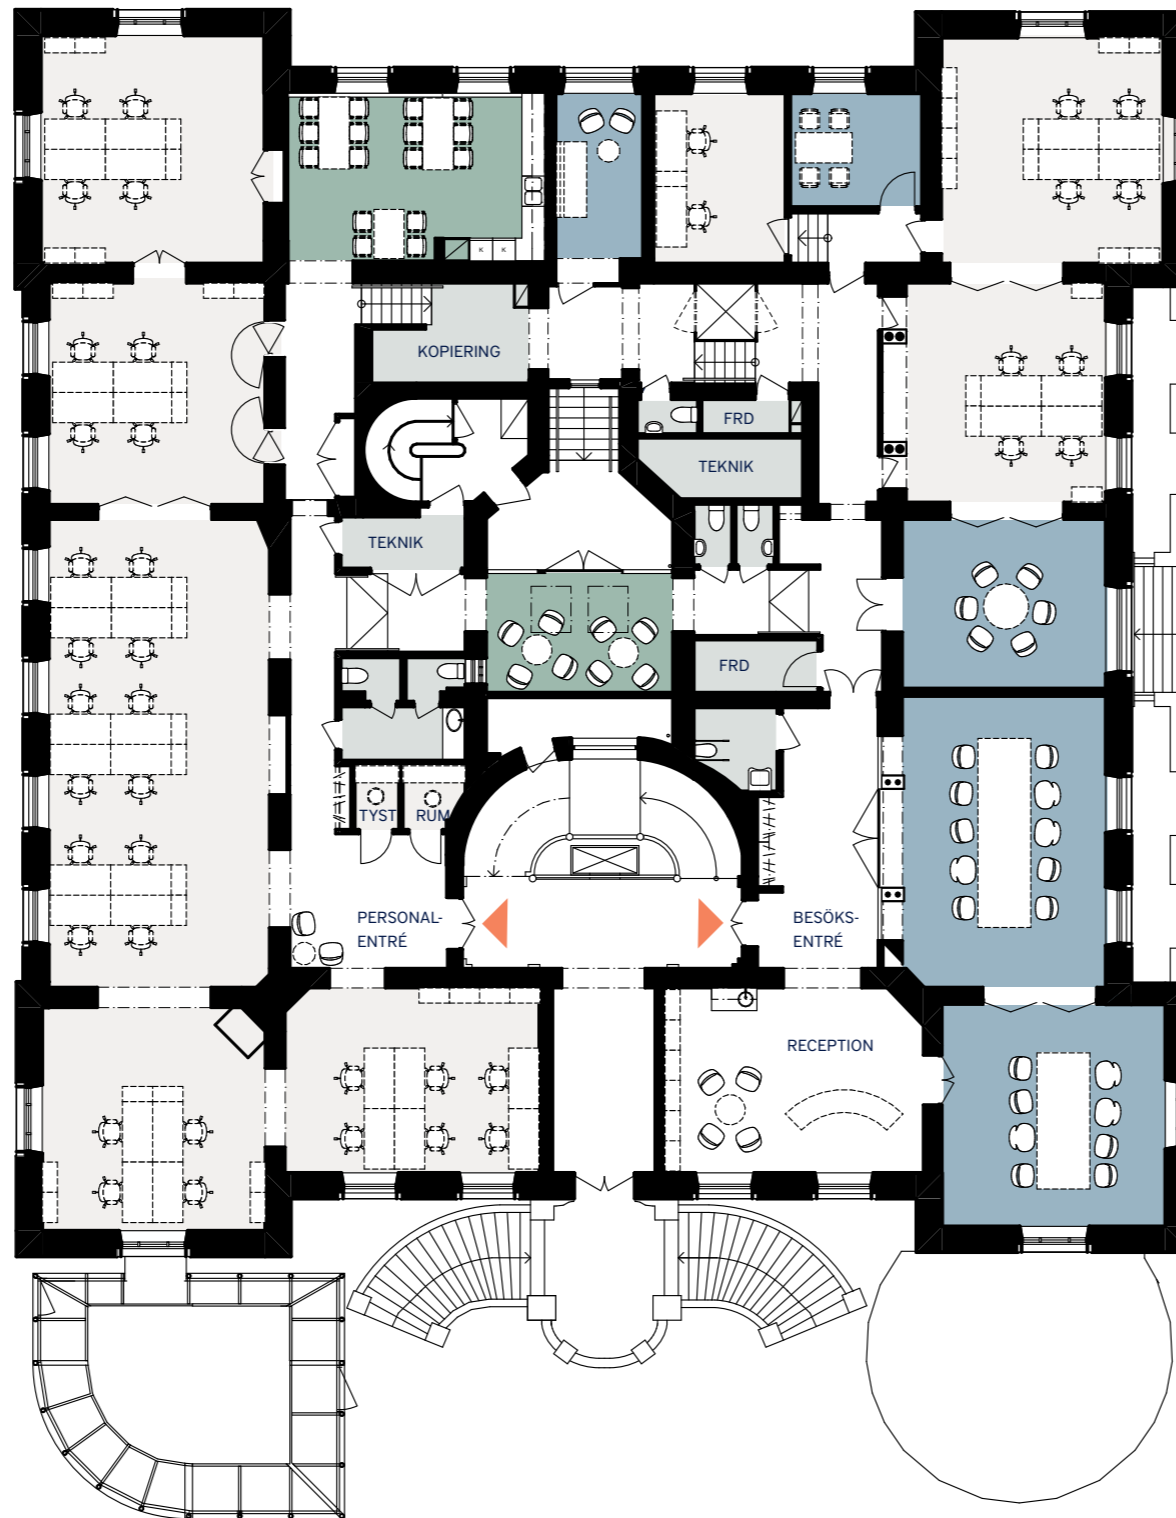 K K
KOPIERING
FRD
TEKNIK
TEKNIK
FRD
TYST RUM
PERSONAL-
ENTRÉ
BESÖKS-
ENTRÉ
RECEPTION